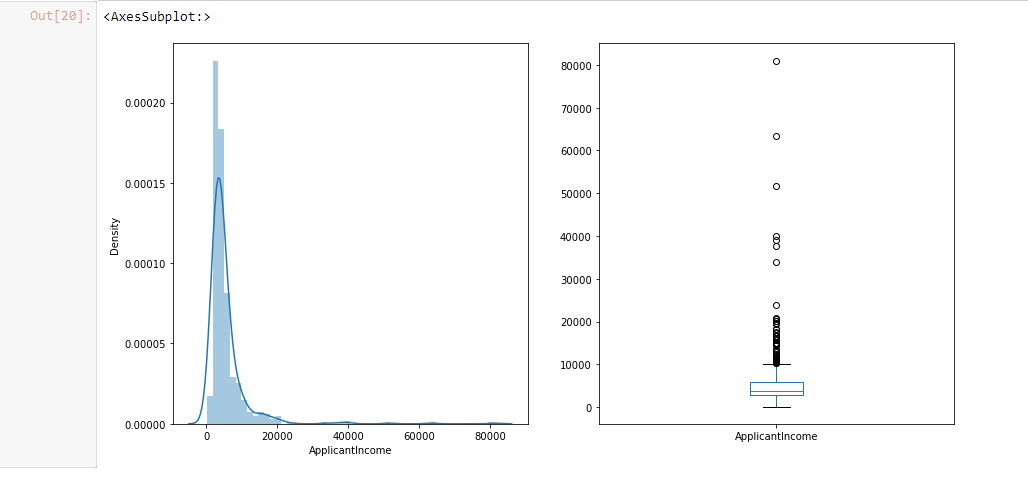 Out[20]: <AxesSubplot:>
0.00020
0.00015
0.00010
0.00005
0.00000
Density
0 20000 40000 60000 80000
ApplicantIncome
80000
70000
60000
50000
40000
30000
20000
10000
0
ApplicantIncome